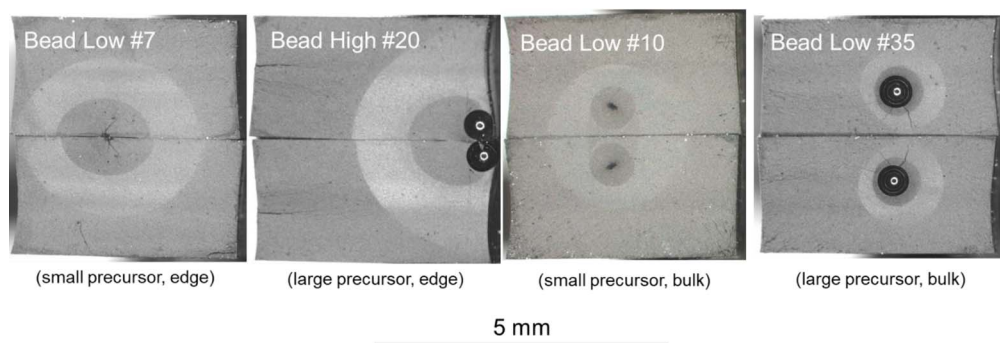 Bead Low #7
Bead High #20
Bead Low #10
Bead Low #35
(small precursor, edge)
(large precursor, edge)
(small precursor, bulk)
(large precursor, bulk)
5 mm